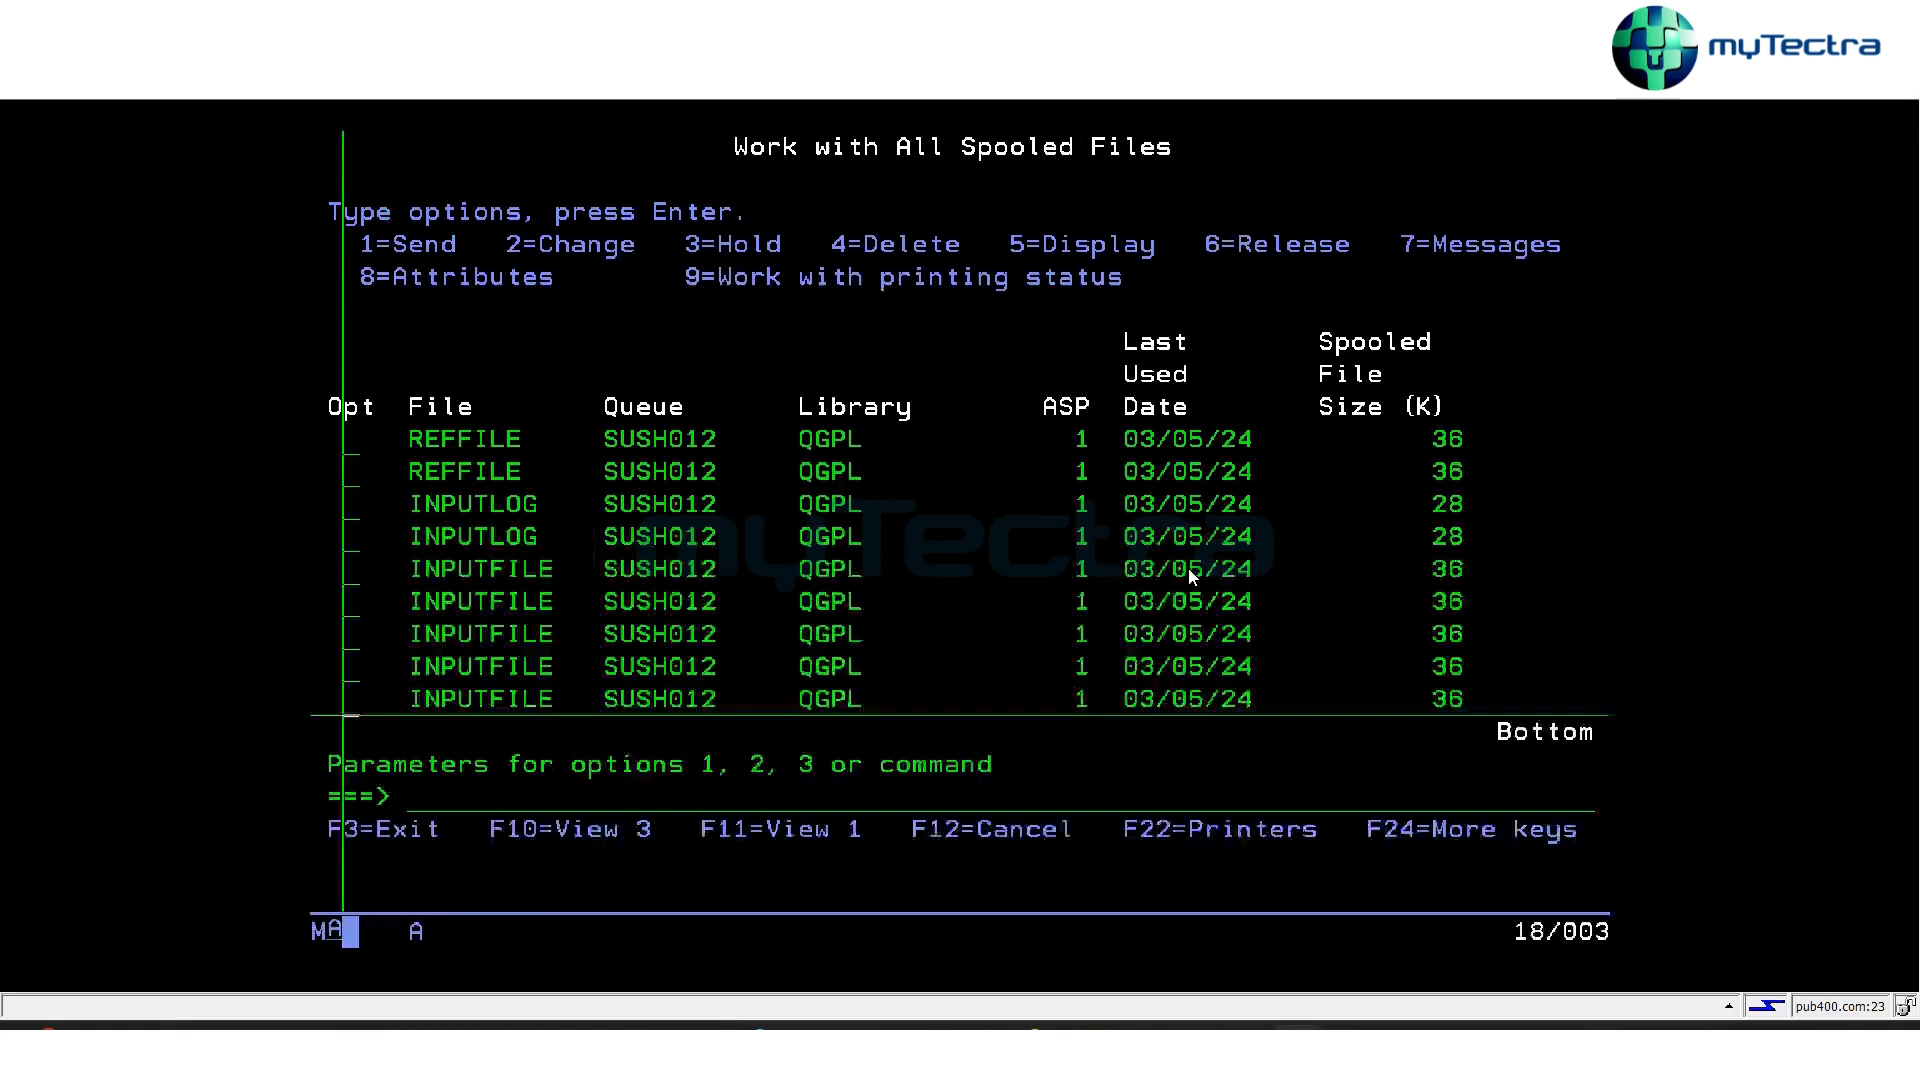 myTectra
Work with All Spooled Files
Type options, press Enter.
1=Send 2=Change 3=Hold 4=Delete 5=Display 6=Release 7=Messages
8=Attributes 9=Work with printing status
Last Spooled
Used File
Opt File Queue Library ASP Date Size (K)
REFFILE SUSH012 QGPL 1 03/05/24 36
REFFILE SUSH012 QGPL 1 03/05/24 36
INPUTLOG SUSH012 QGPL 1 03/05/24 28
INPUTLOG SUSH012 QGPL 1 03/05/24 28
myTectra
INPUTFILE SUSH012 QGPL 1 03/05/24 36
INPUTFILE SUSH012 QGPL 1 03/05/24 36
INPUTFILE SUSH012 QGPL 1 03/05/24 36
INPUTFILE SUSH012 QGPL 1 03/05/24 36
INPUTFILE SUSH012 QGPL 1 03/05/24 36
Bottom
Parameters for options 1, 2, 3 or command
===>
F3=Exit F10=View 3 F11=View 1 F12=Cancel F22=Printers F24=More keys
MA A 18/003
pub400.com:23